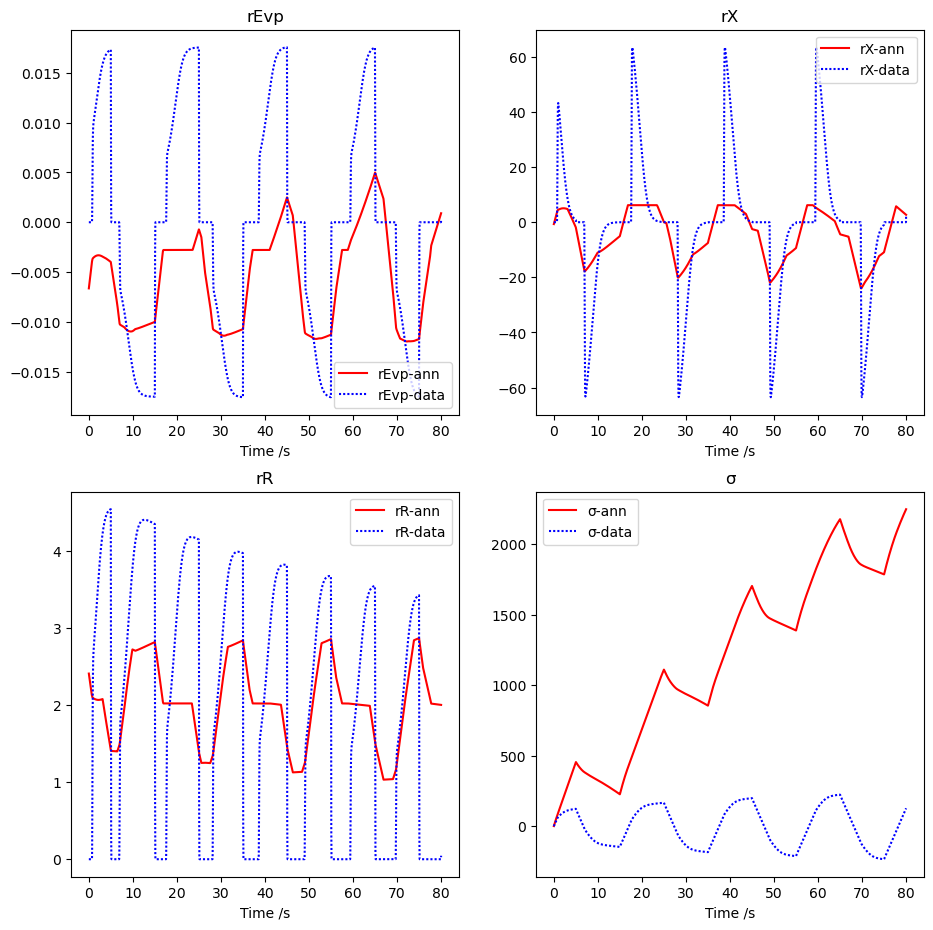 rEvp
0.015
0.010
0.005
0.000
−0.005
−0.010
−0.015
rEvp-ann
rEvp-data
0 10 20 30 40 50 60 70 80
Time /s
rX
60
40
20
0
−20
−40
−60
rX-ann
rX-data
0 10 20 30 40 50 60 70 80
Time /s
rR
4
3
2
1
0
rR-ann
rR-data
0 10 20 30 40 50 60 70 80
Time /s
σ
2000
1500
1000
500
0
σ-ann
σ-data
0 10 20 30 40 50 60 70 80
Time /s